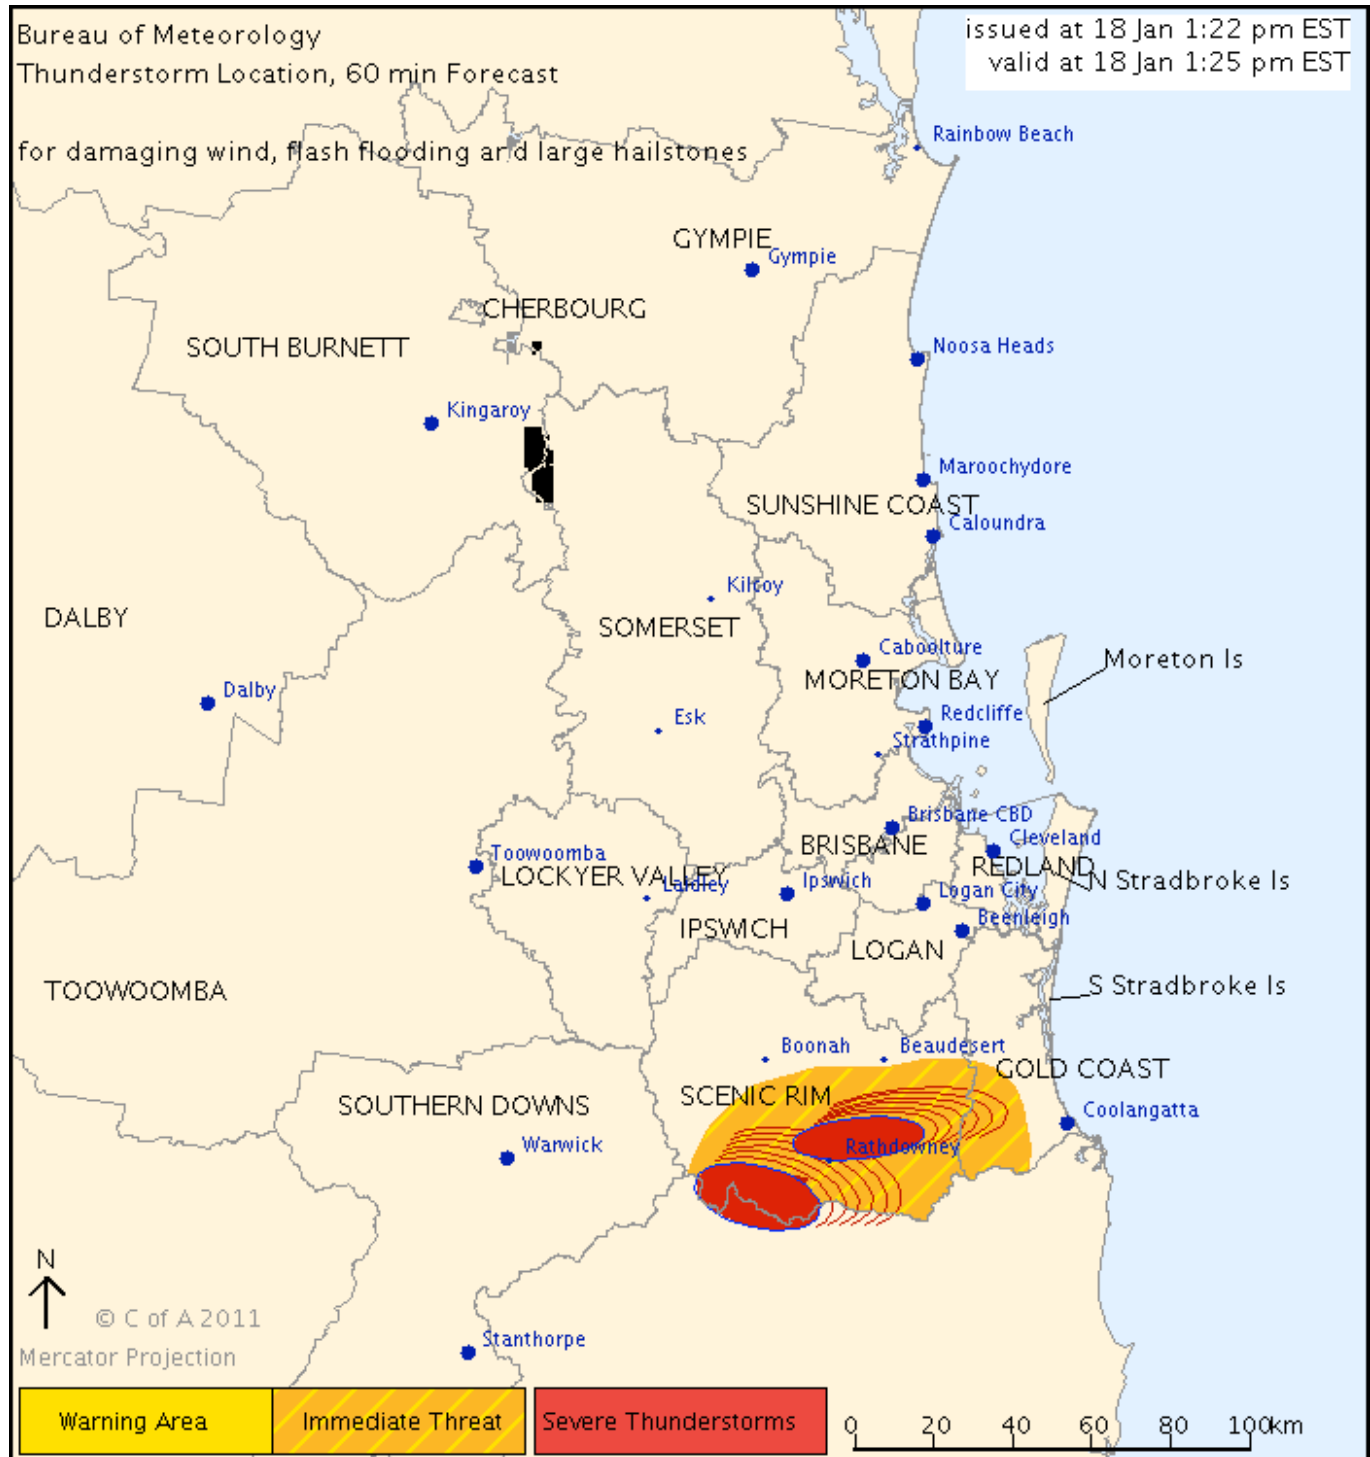 Bureau of Meteorology
issued at 18 Jan 1:22 pm EST
Thunderstorm Location, 60 min Forecast
valid at 18 Jan 1:25 pm EST
for damaging wind, flash flooding and large hailstones
Rainbow Beach
GYMPIE
Gympie
CHERBOURG
SOUTH BURNETT
Noosa Heads
Kingaroy
Maroochydore
SUNSHINE COAST
Caloundra
Kilcoy
DALBY
SOMERSET
Caboolture
Moreton Is
MORETON BAY
Dalby
Esk
Redcliffe
Strathpine
Brisbane CBD
BRISBANE
Cleveland
Toowoomba
REDLAND
LOCKYER VALLEY
Laidley
Ipswich
Logan City
N Stradbroke Is
IPSWICH
Beenleigh
LOGAN
TOOWOOMBA
S Stradbroke Is
Boonah
Beaudesert
GOLD COAST
SCENIC RIM
SOUTHERN DOWNS
Coolangatta
Warwick
Rathdowney
N
© C of A 2011
Stanthorpe
Mercator Projection
Warning Area
Immediate Threat
Severe Thunderstorms
0 20 40 60 80 100km